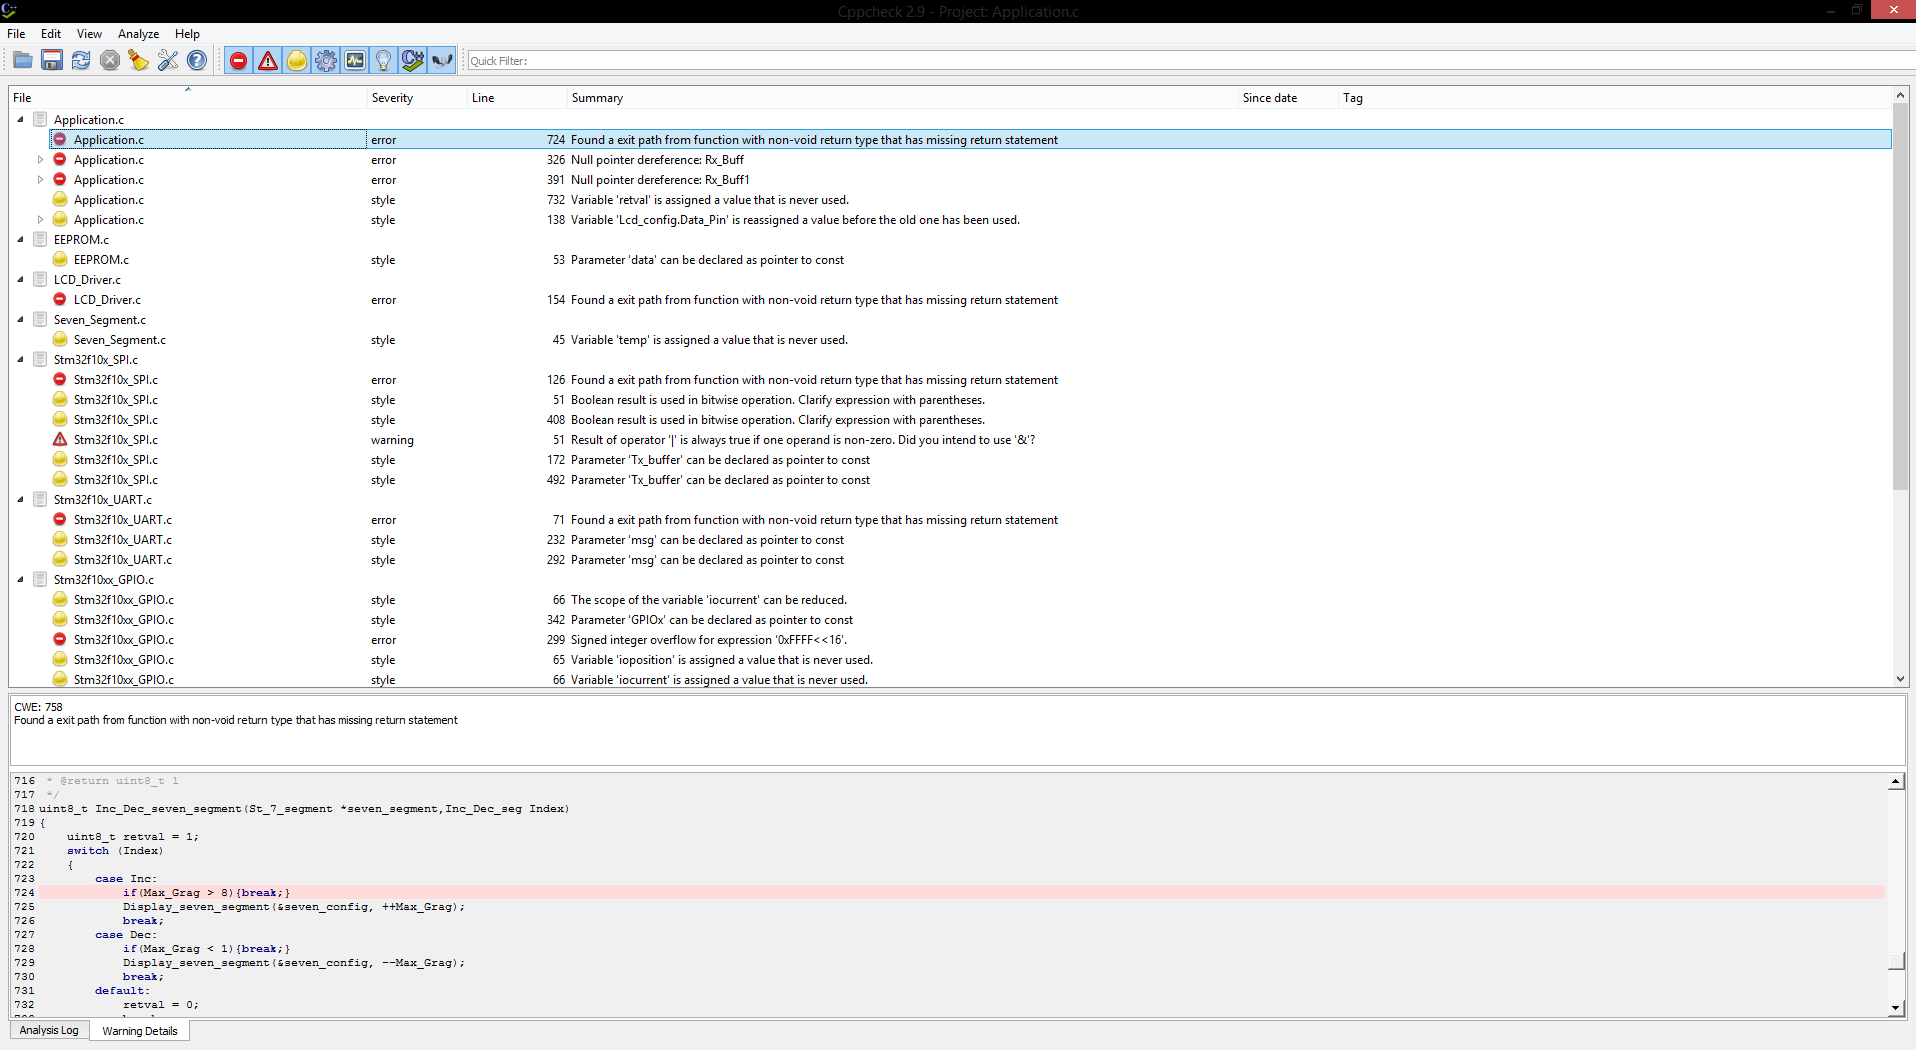 Cppcheck 2.9 - Project: Application.c
File Edit View Analyze Help
Quick Filter:
File Severity Line Summary Since date Tag
Application.c
Application.c error 724 Found a exit path from function with non-void return type that has missing return statement
Application.c error 326 Null pointer dereference: Rx_Buff
Application.c error 391 Null pointer dereference: Rx_Buff1
Application.c style 732 Variable 'retval' is assigned a value that is never used.
Application.c style 138 Variable 'Lcd_config.Data_Pin' is reassigned a value before the old one has been used.
EEPROM.c
EEPROM.c style 53 Parameter 'data' can be declared as pointer to const
LCD_Driver.c
LCD_Driver.c error 154 Found a exit path from function with non-void return type that has missing return statement
Seven_Segment.c
Seven_Segment.c style 45 Variable 'temp' is assigned a value that is never used.
Stm32f10x_SPI.c
Stm32f10x_SPI.c error 126 Found a exit path from function with non-void return type that has missing return statement
Stm32f10x_SPI.c style 51 Boolean result is used in bitwise operation. Clarify expression with parentheses.
Stm32f10x_SPI.c style 408 Boolean result is used in bitwise operation. Clarify expression with parentheses.
Stm32f10x_SPI.c warning 51 Result of operator '|' is always true if one operand is non-zero. Did you intend to use '&'?
Stm32f10x_SPI.c style 172 Parameter 'Tx_buffer' can be declared as pointer to const
Stm32f10x_SPI.c style 492 Parameter 'Tx_buffer' can be declared as pointer to const
Stm32f10x_UART.c
Stm32f10x_UART.c error 71 Found a exit path from function with non-void return type that has missing return statement
Stm32f10x_UART.c style 232 Parameter 'msg' can be declared as pointer to const
Stm32f10x_UART.c style 292 Parameter 'msg' can be declared as pointer to const
Stm32f10xx_GPIO.c
Stm32f10xx_GPIO.c style 66 The scope of the variable 'iocurrent' can be reduced.
Stm32f10xx_GPIO.c style 342 Parameter 'GPIOx' can be declared as pointer to const
Stm32f10xx_GPIO.c error 299 Signed integer overflow for expression '0xFFFF<<16'.
Stm32f10xx_GPIO.c style 65 Variable 'ioposition' is assigned a value that is never used.
Stm32f10xx_GPIO.c style 66 Variable 'iocurrent' is assigned a value that is never used.
CWE: 758
Found a exit path from function with non-void return type that has missing return statement
716 * @return uint8_t 1
717 */
718 uint8_t Inc_Dec_seven_segment(St_7_segment *seven_segment,Inc_Dec_seg Index)
719 {
720 uint8_t retval = 1;
721 switch (Index)
722 {
723 case Inc:
724 if(Max_Grag > 8){break;}
725 Display_seven_segment(&seven_config, ++Max_Grag);
726 break;
727 case Dec:
728 if(Max_Grag < 1){break;}
729 Display_seven_segment(&seven_config, --Max_Grag);
730 break;
731 default:
732 retval = 0;
Analysis Log Warning Details